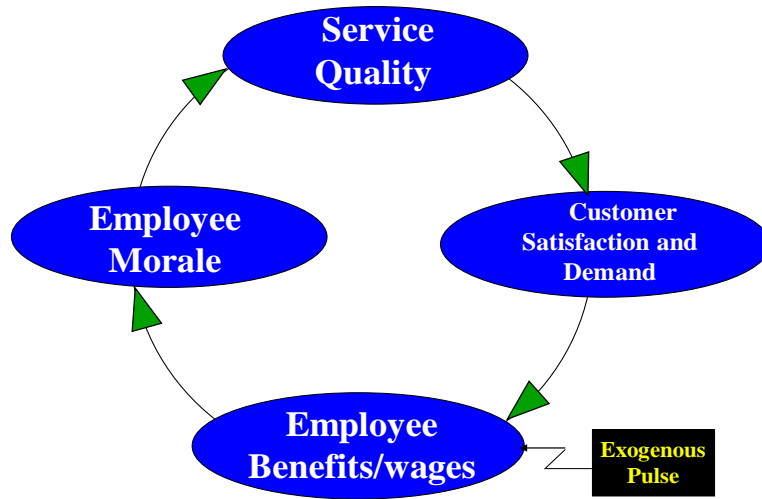 Service
Quality
Customer
Satisfaction and
Demand
Employee
Benefits/wages
Employee
Morale
Exogenous
Pulse